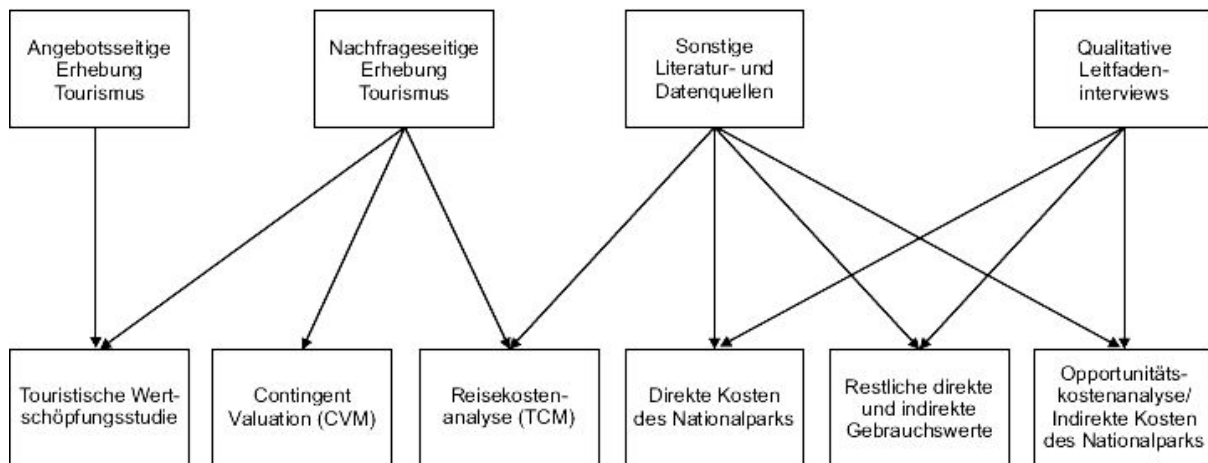 Angebotsseitige
Erhebung
Tourismus
Nachfrageseitige
Erhebung
Tourismus
Sonstige
Literatur- und
Datenquellen
Qualitative
Leitfaden-
interviews
Touristische Wert-
schöpfungsstudie
Contingent
Valuation (CVM)
Reisekosten-
analyse (TCM)
Direkte Kosten
des Nationalparks
Restliche direkte
und indirekte
Gebrauchswerte
Opportunitäts-
kostenanalyse/
Indirekte Kosten
des Nationalparks